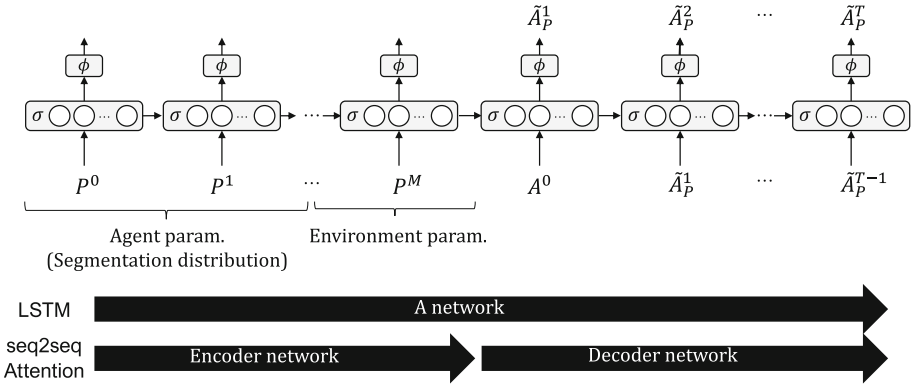 Ã_P^1 Ã_P^2 ⋯ Ã_P^T
ϕ ϕ ϕ ϕ ϕ ϕ
σ ⋯ σ ⋯ ⋯ σ ⋯ σ ⋯ σ ⋯ ⋯ σ ⋯
P^0 P^1 ⋯ P^M A^0 Ã_P^1 ⋯ Ã_P^{T−1}
Agent param. Environment param.
(Segmentation distribution)
LSTM A network
seq2seq
Attention Encoder network Decoder network